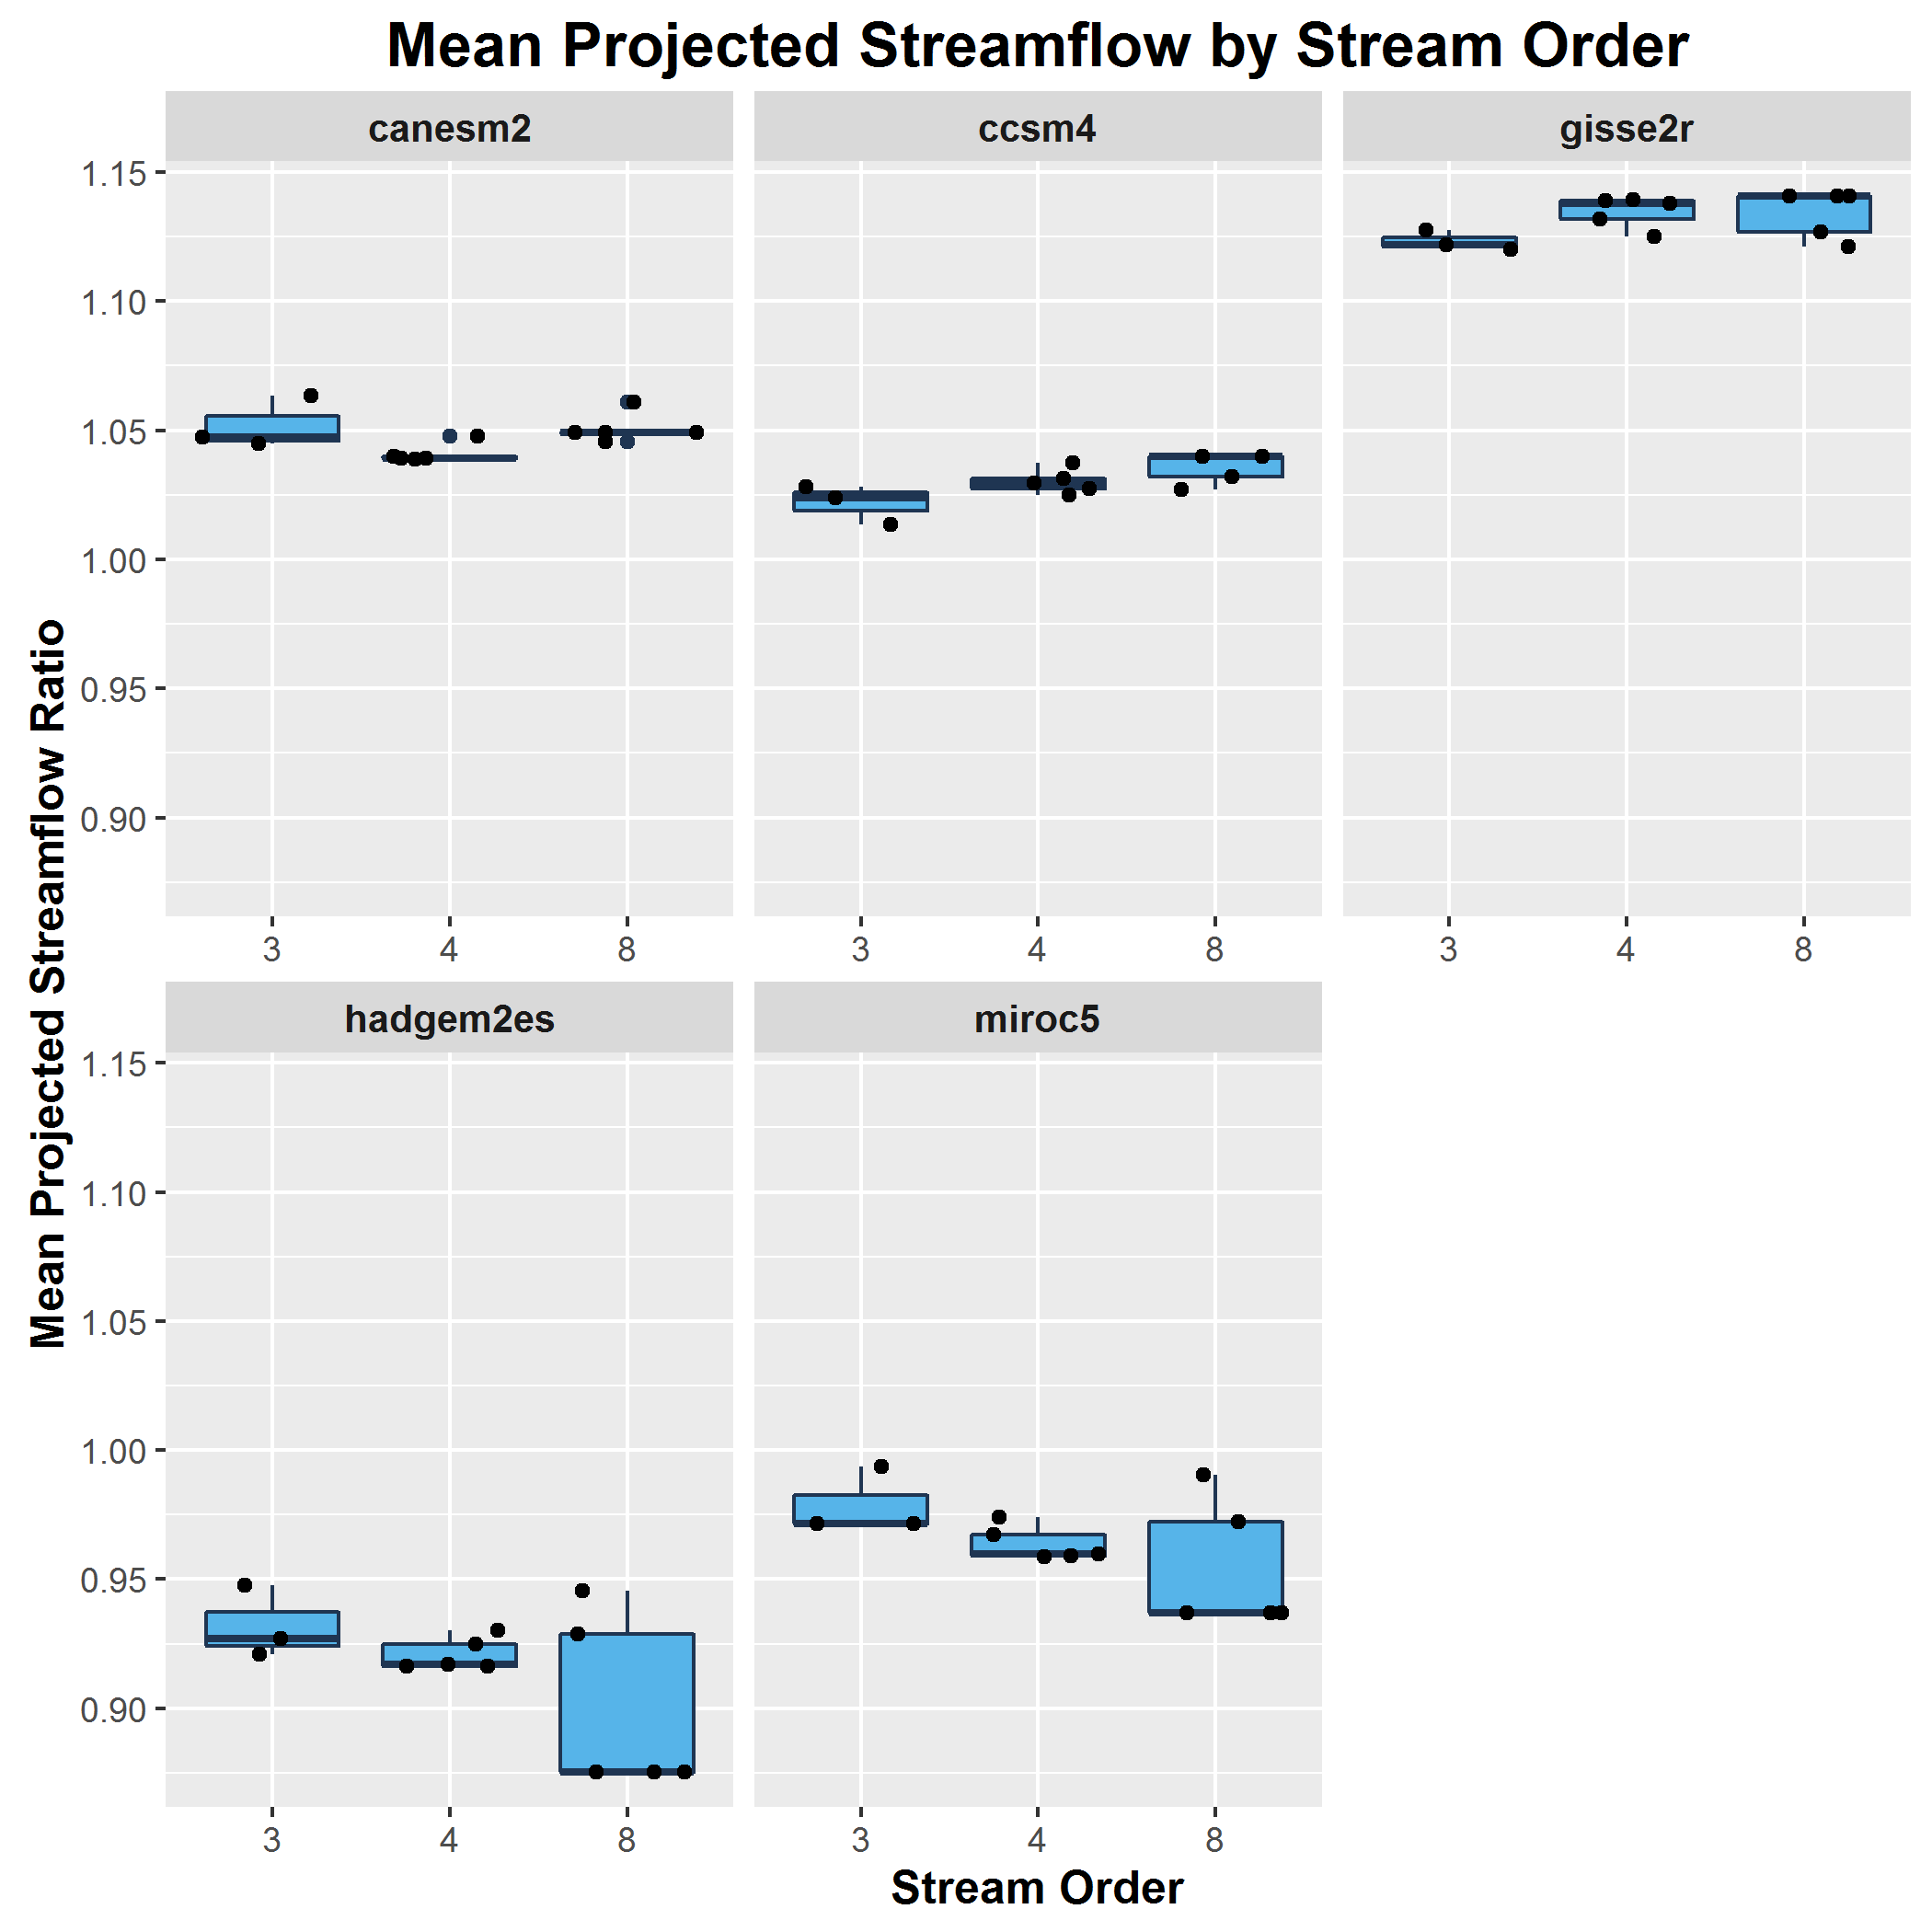 Mean Projected Streamflow by Stream Order
canesm2
ccsm4
gisse2r
1.15
1.10
1.05
1.00
0.95
0.90
3 4 8
3 4 8
3 4 8
Mean Projected Streamflow Ratio
hadgem2es
miroc5
1.15
1.10
1.05
1.00
0.95
0.90
3 4 8
3 4 8
Stream Order